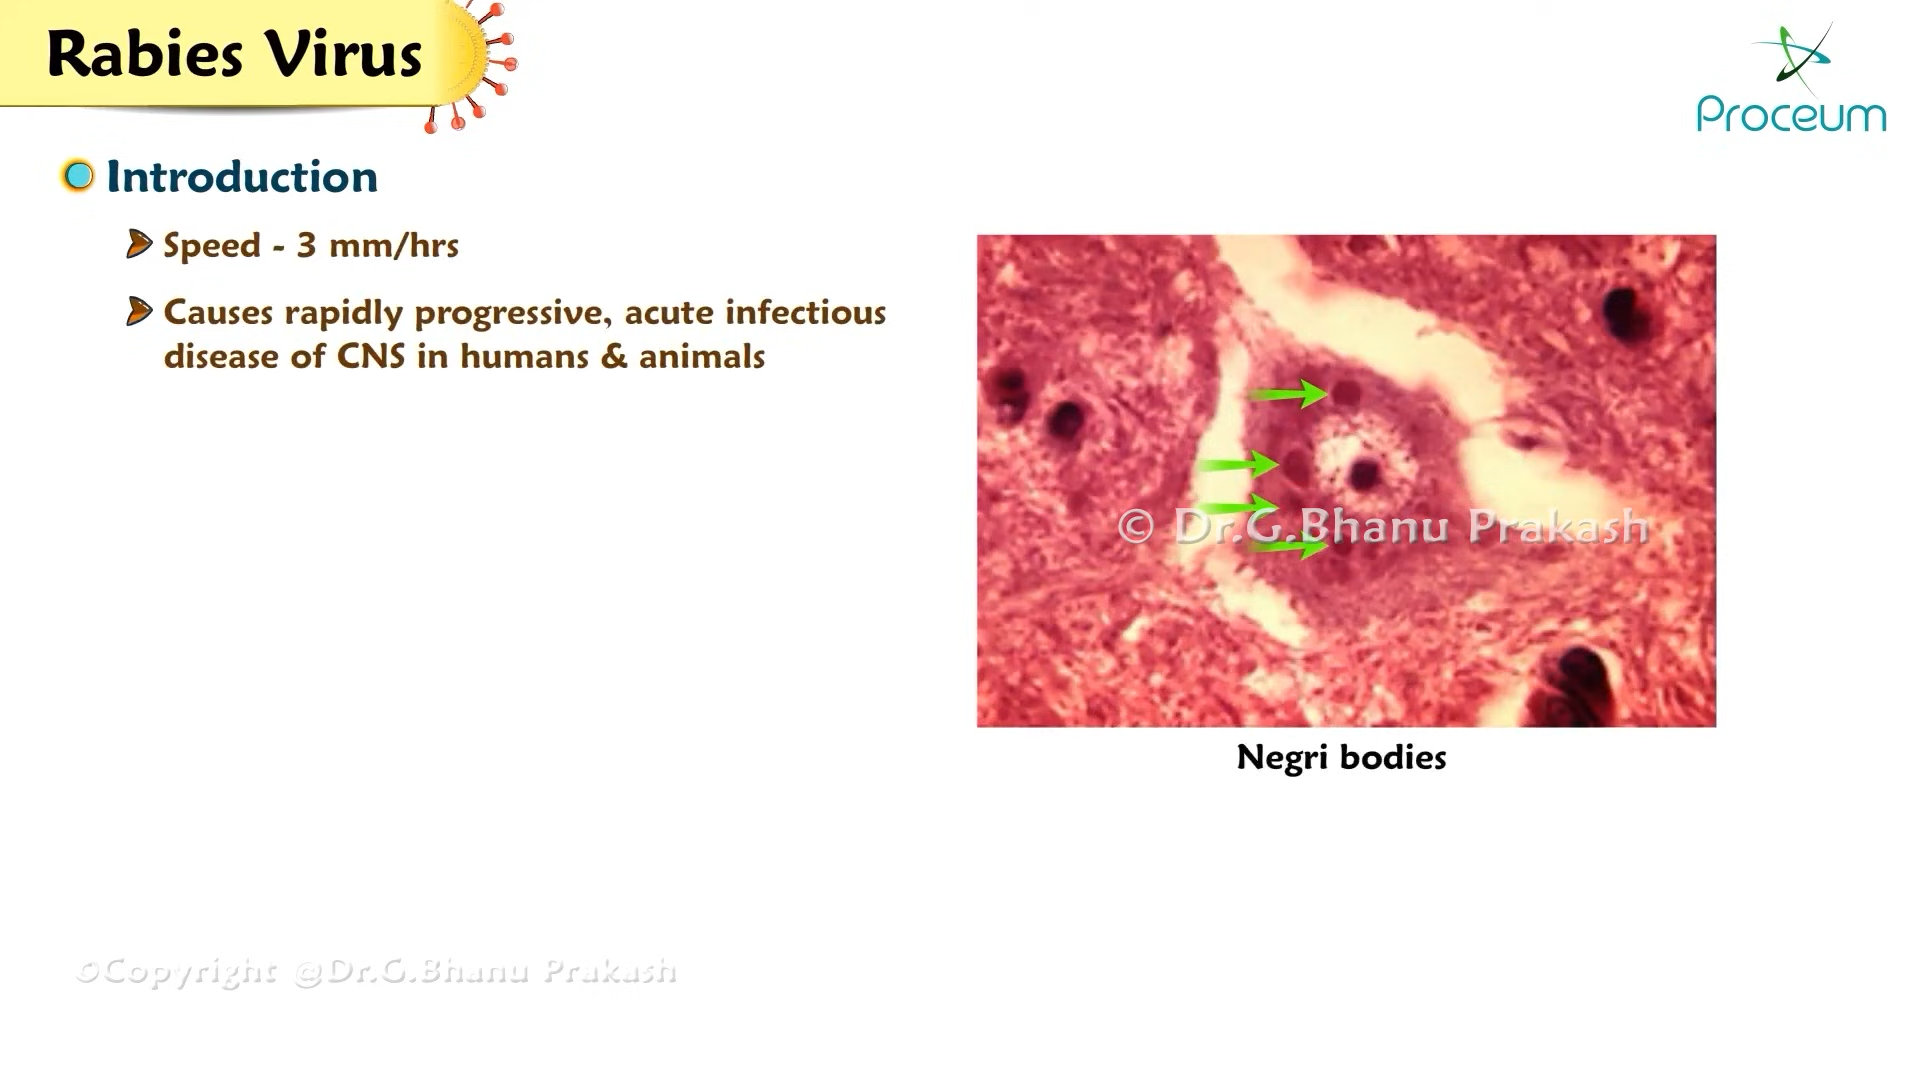 Rabies Virus
Proceum
Introduction
Speed - 3 mm/hrs
Causes rapidly progressive, acute infectious
disease of CNS in humans & animals
© Dr.G.Bhanu Prakash
Negri bodies
©Copyright @Dr.G.Bhanu Prakash